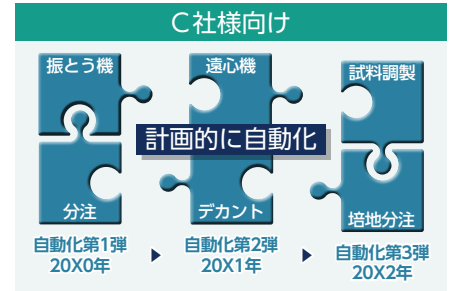 C社様向け
振とう機
遠心機
試料調製
計画的に自動化
分注
デカント
培地分注
自動化第1弾
20X0年
自動化第2弾
20X1年
自動化第3弾
20X2年